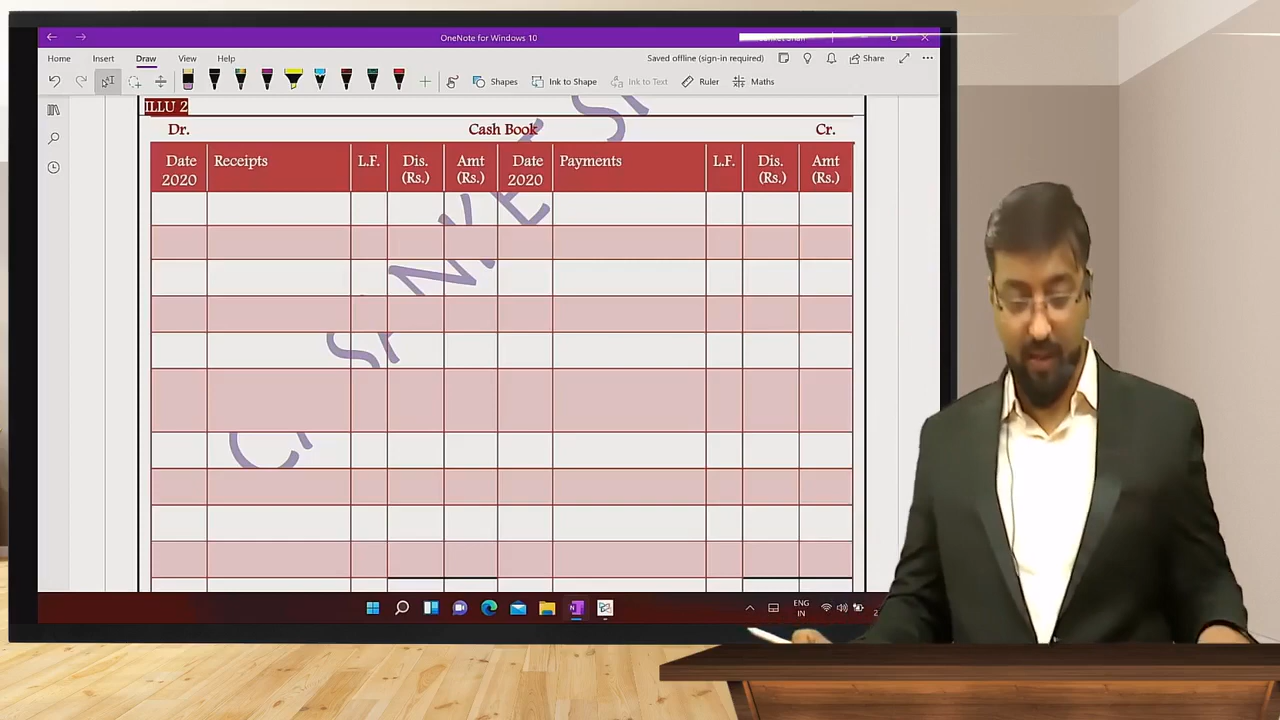 OneNote for Windows 10
Home Insert Draw View Help
Saved offline (sign-in required)
Share
Shapes
Ink to Shape
Ink to Text
Ruler
Maths
ILLU 2
Dr. Cash Book Cr.
Date 2020 Receipts L.F. Dis. (Rs.) Amt (Rs.) Date 2020 Payments L.F. Dis. (Rs.) Amt (Rs.)
ENG
IN